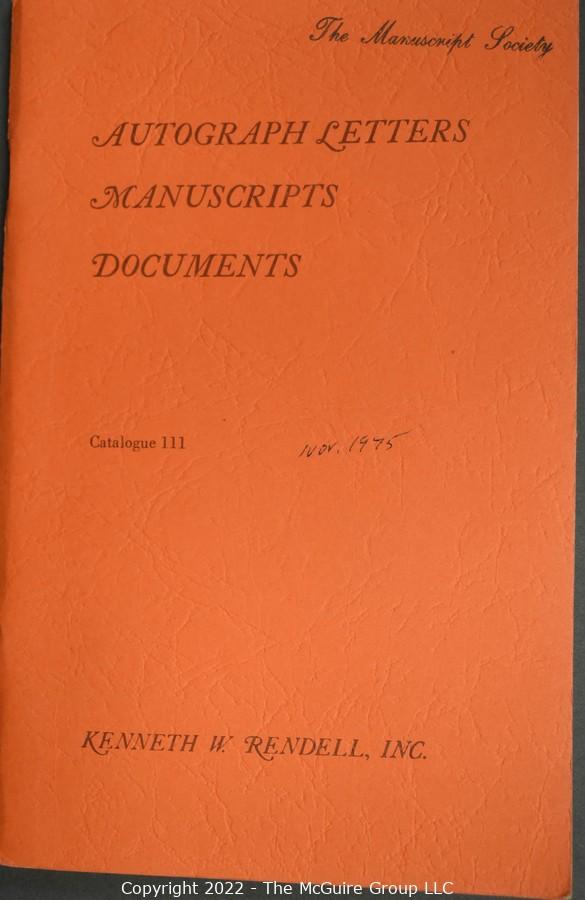 The Manuscript Society
AUTOGRAPH LETTERS
MANUSCRIPTS
DOCUMENTS
Catalogue 111
Nov. 1975
KENNETH W. RENDELL, INC.
Copyright 2022 - The McGuire Group LLC